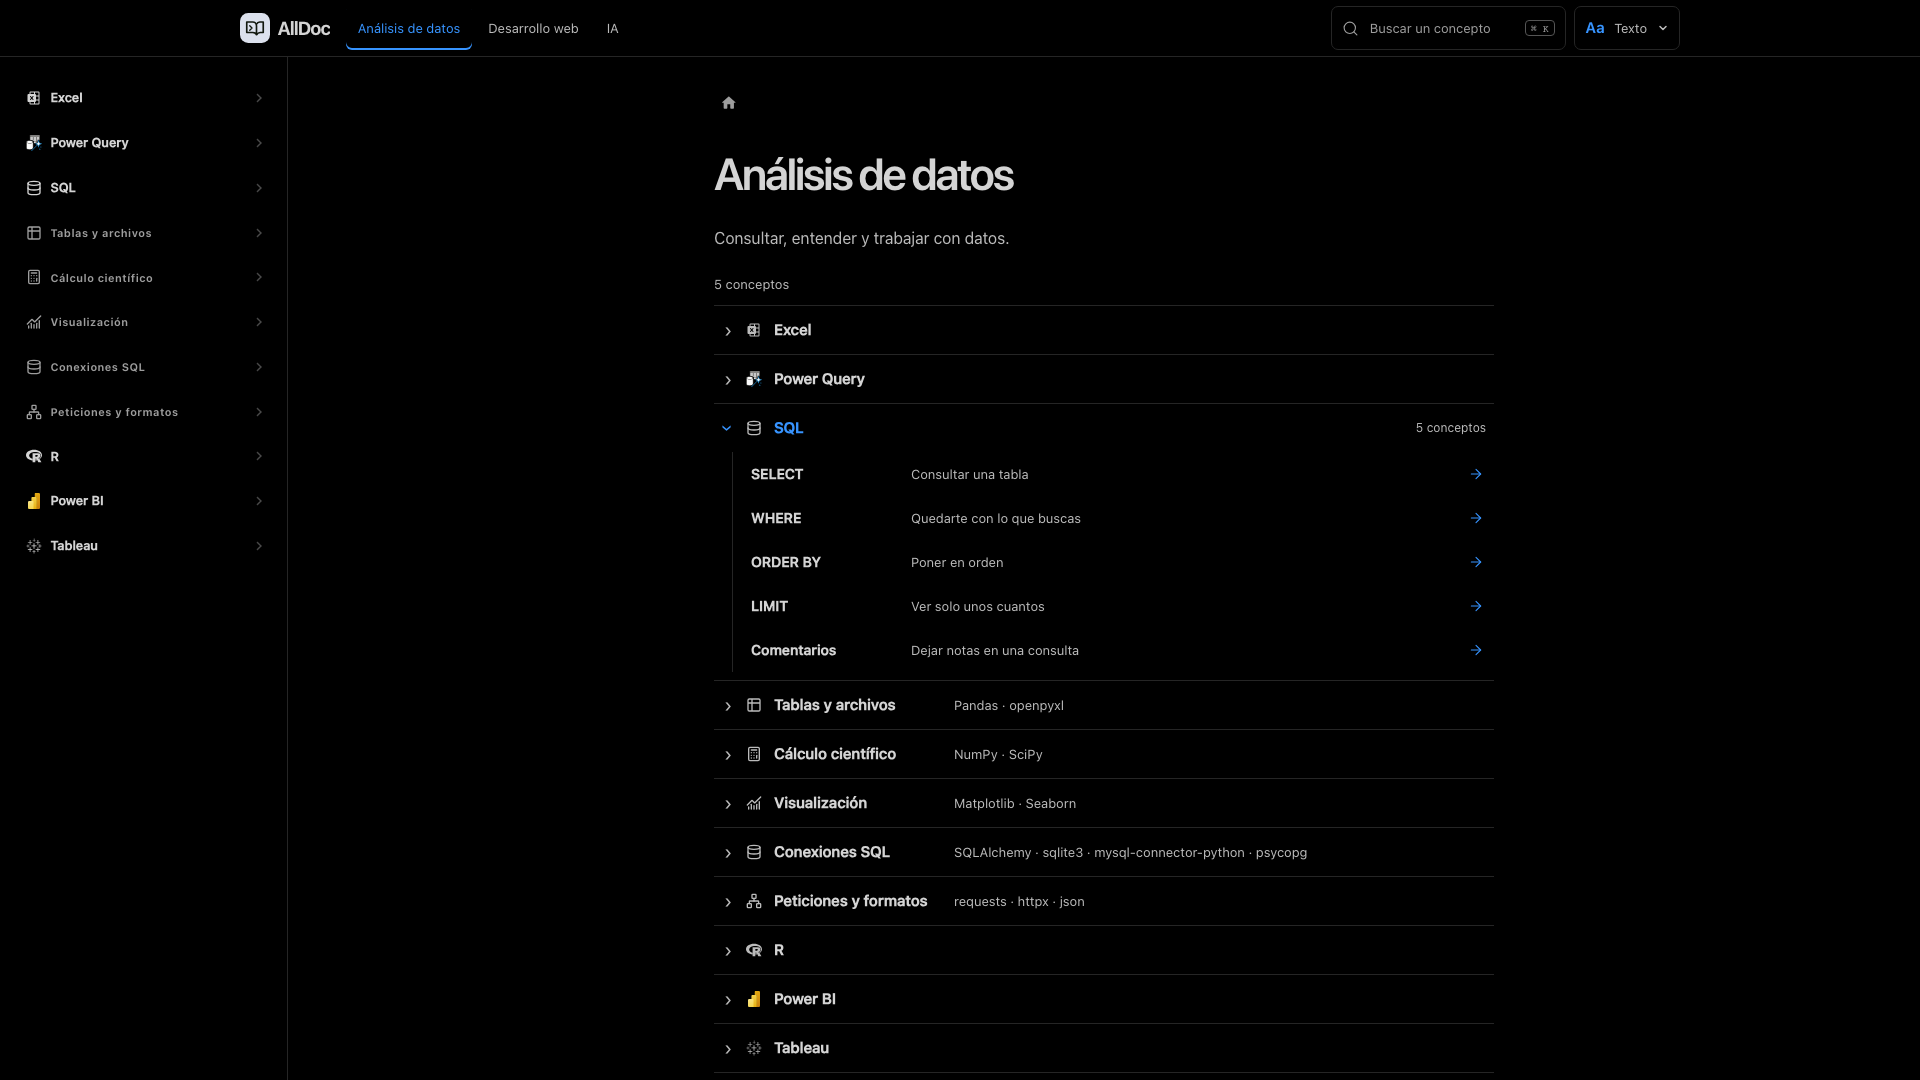 AllDoc
Análisis de datos
Desarrollo web
IA
Buscar un concepto
⌘ K
Aa Texto
Excel
Power Query
SQL
Tablas y archivos
Cálculo científico
Visualización
Conexiones SQL
Peticiones y formatos
R
Power BI
Tableau
Análisis de datos
Consultar, entender y trabajar con datos.
5 conceptos
Excel
Power Query
SQL 5 conceptos
SELECT Consultar una tabla
WHERE Quedarte con lo que buscas
ORDER BY Poner en orden
LIMIT Ver solo unos cuantos
Comentarios Dejar notas en una consulta
Tablas y archivos Pandas · openpyxl
Cálculo científico NumPy · SciPy
Visualización Matplotlib · Seaborn
Conexiones SQL SQLAlchemy · sqlite3 · mysql-connector-python · psycopg
Peticiones y formatos requests · httpx · json
R
Power BI
Tableau